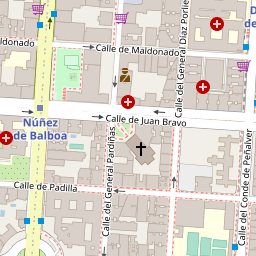 Calle de Maldonado
Calle del General Díaz Porlier
Calle de Juan Bravo
Núñez
de Balboa
Calle del General Pardiñas
Calle de Padilla
Calle del Conde de Peñalver